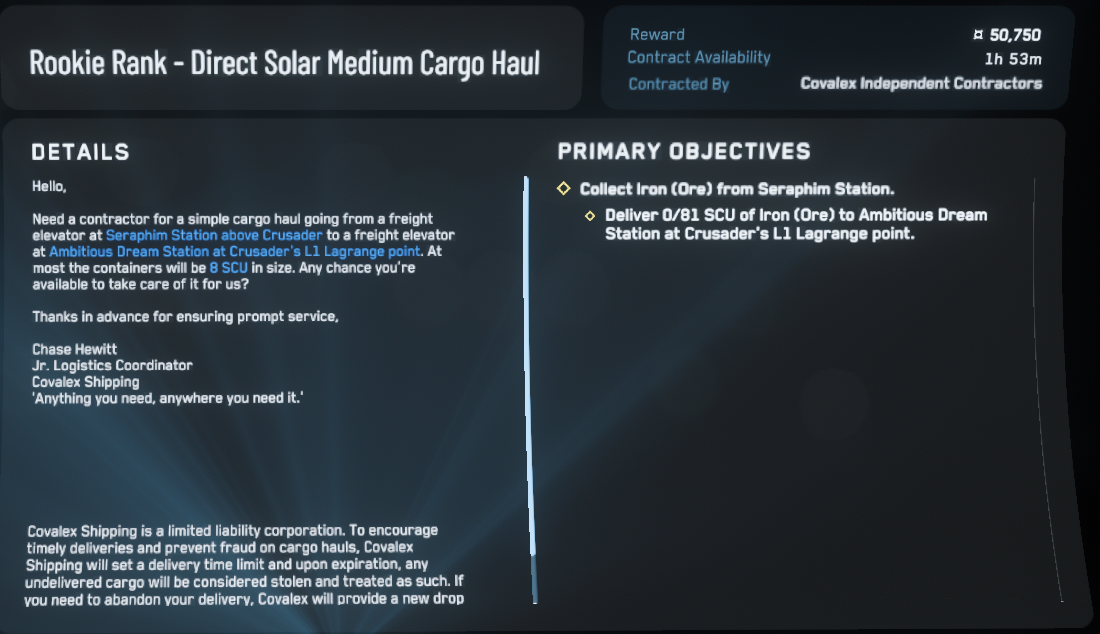 Rookie Rank - Direct Solar Medium Cargo Haul
Reward ¤ 50,750
Contract Availability 1h 53m
Contracted By Covalex Independent Contractors
DETAILS
Hello,
Need a contractor for a simple cargo haul going from a freight
elevator at Seraphim Station above Crusader to a freight elevator
at Ambitious Dream Station at Crusader's L1 Lagrange point. At
most the containers will be 8 SCU in size. Any chance you're
available to take care of it for us?
Thanks in advance for ensuring prompt service,
Chase Hewitt
Jr. Logistics Coordinator
Covalex Shipping
'Anything you need, anywhere you need it.'
Covalex Shipping is a limited liability corporation. To encourage
timely deliveries and prevent fraud on cargo hauls, Covalex
Shipping will set a delivery time limit and upon expiration, any
undelivered cargo will be considered stolen and treated as such. If
you need to abandon your delivery, Covalex will provide a new drop
PRIMARY OBJECTIVES
Collect Iron (Ore) from Seraphim Station.
Deliver 0/81 SCU of Iron (Ore) to Ambitious Dream
Station at Crusader's L1 Lagrange point.